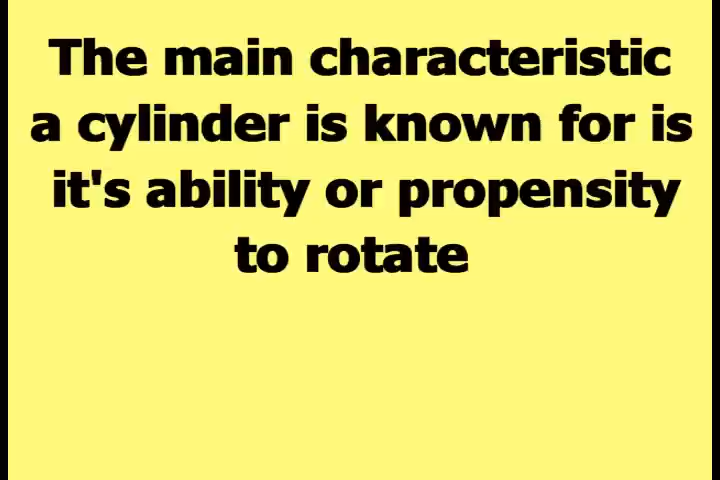 The main characteristic
a cylinder is known for is
it's ability or propensity
to rotate